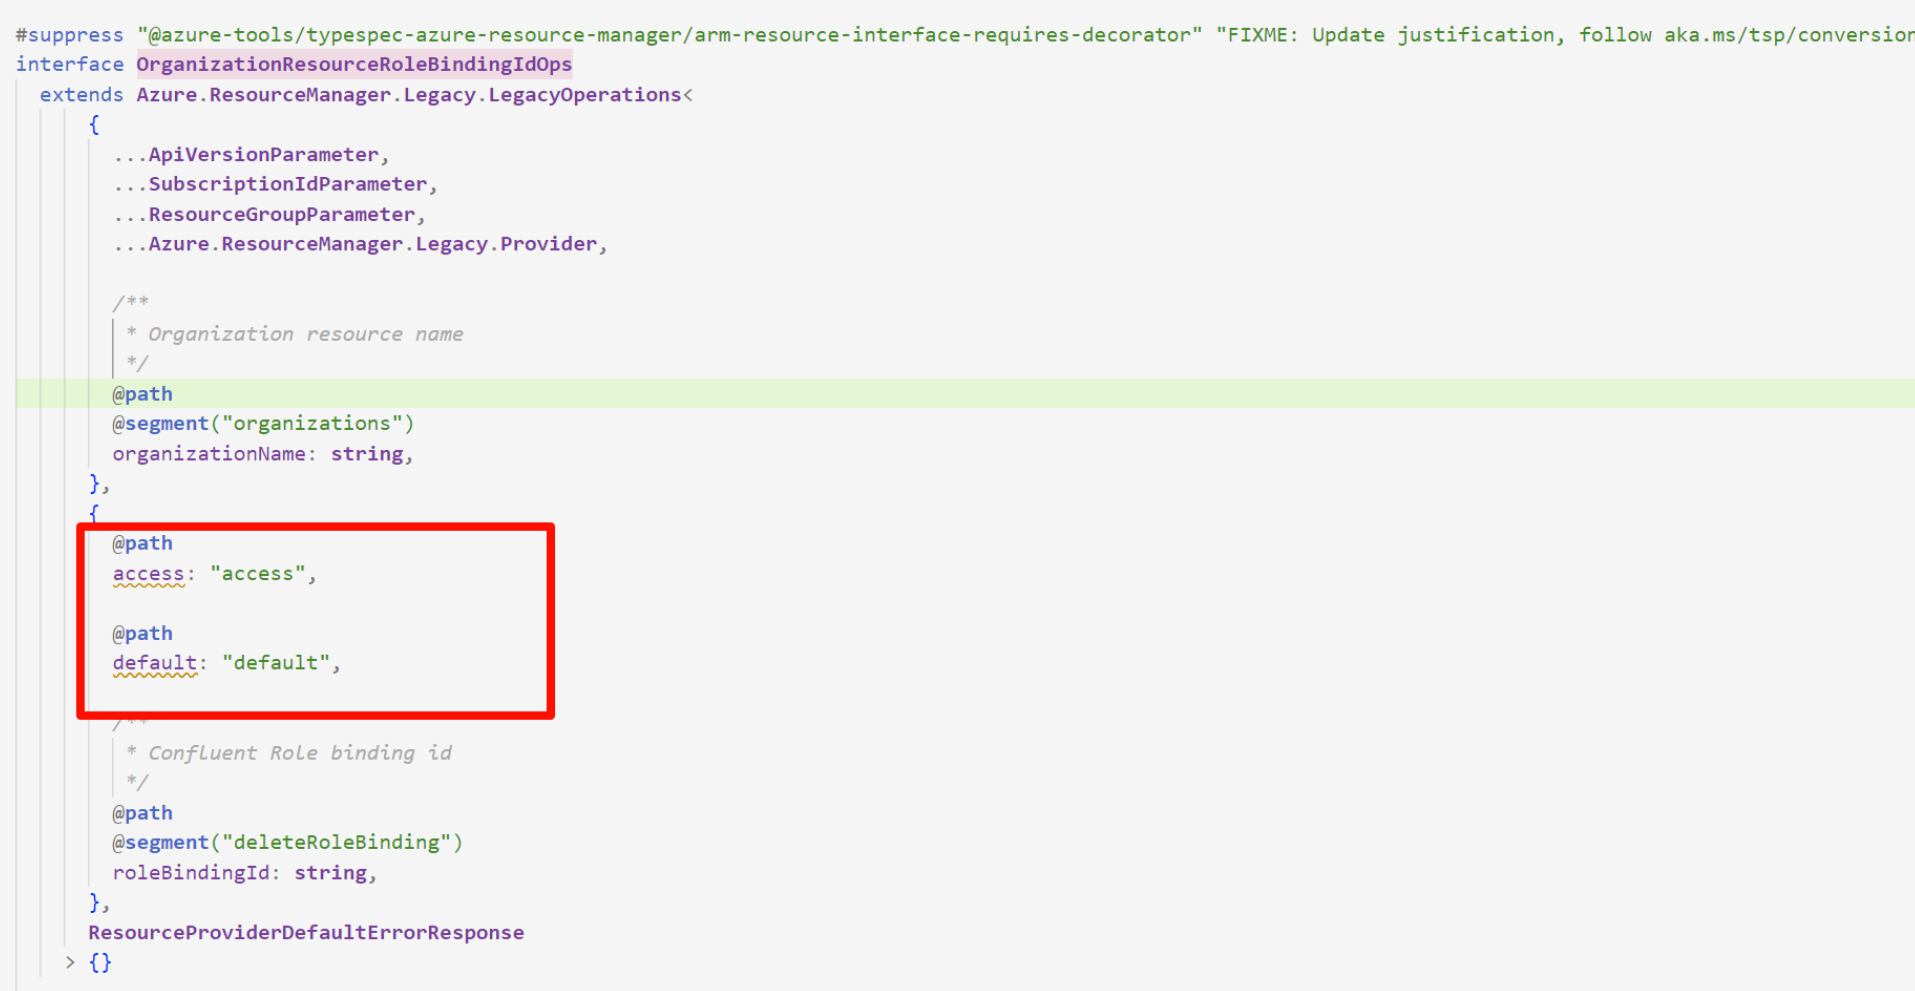 #suppress "@azure-tools/typespec-azure-resource-manager/arm-resource-interface-requires-decorator" "FIXME: Update justification, follow aka.ms/tsp/conversion
interface OrganizationResourceRoleBindingIdOps
extends Azure.ResourceManager.Legacy.LegacyOperations<
{
...ApiVersionParameter,
...SubscriptionIdParameter,
...ResourceGroupParameter,
...Azure.ResourceManager.Legacy.Provider,
/**
* Organization resource name
*/
@path
@segment("organizations")
organizationName: string,
},
{
@path
access: "access",
@path
default: "default",
/**
* Confluent Role binding id
*/
@path
@segment("deleteRoleBinding")
roleBindingId: string,
},
ResourceProviderDefaultErrorResponse
> {}